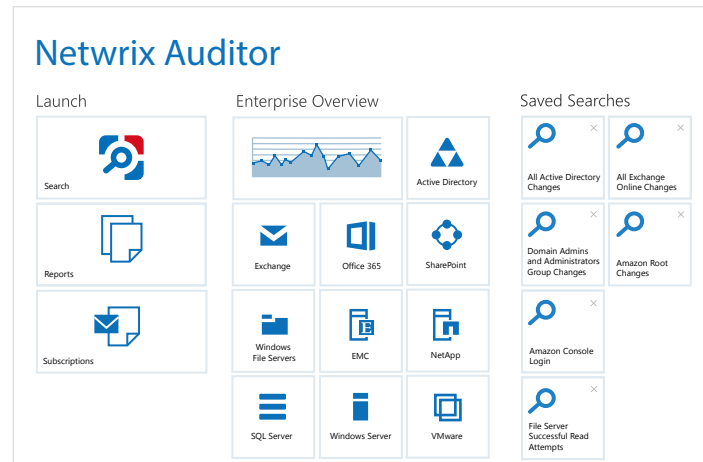 Netwrix Auditor
Launch
Search
Reports
Subscriptions
Enterprise Overview
Active Directory
Exchange
Office 365
SharePoint
Windows
File Servers
EMC
NetApp
SQL Server
Windows Server
VMware
Saved Searches
All Active Directory
Changes
All Exchange
Online Changes
Domain Admins
and Administrators
Group Changes
Amazon Root
Changes
Amazon Console
Login
File Server
Successful Read
Attempts